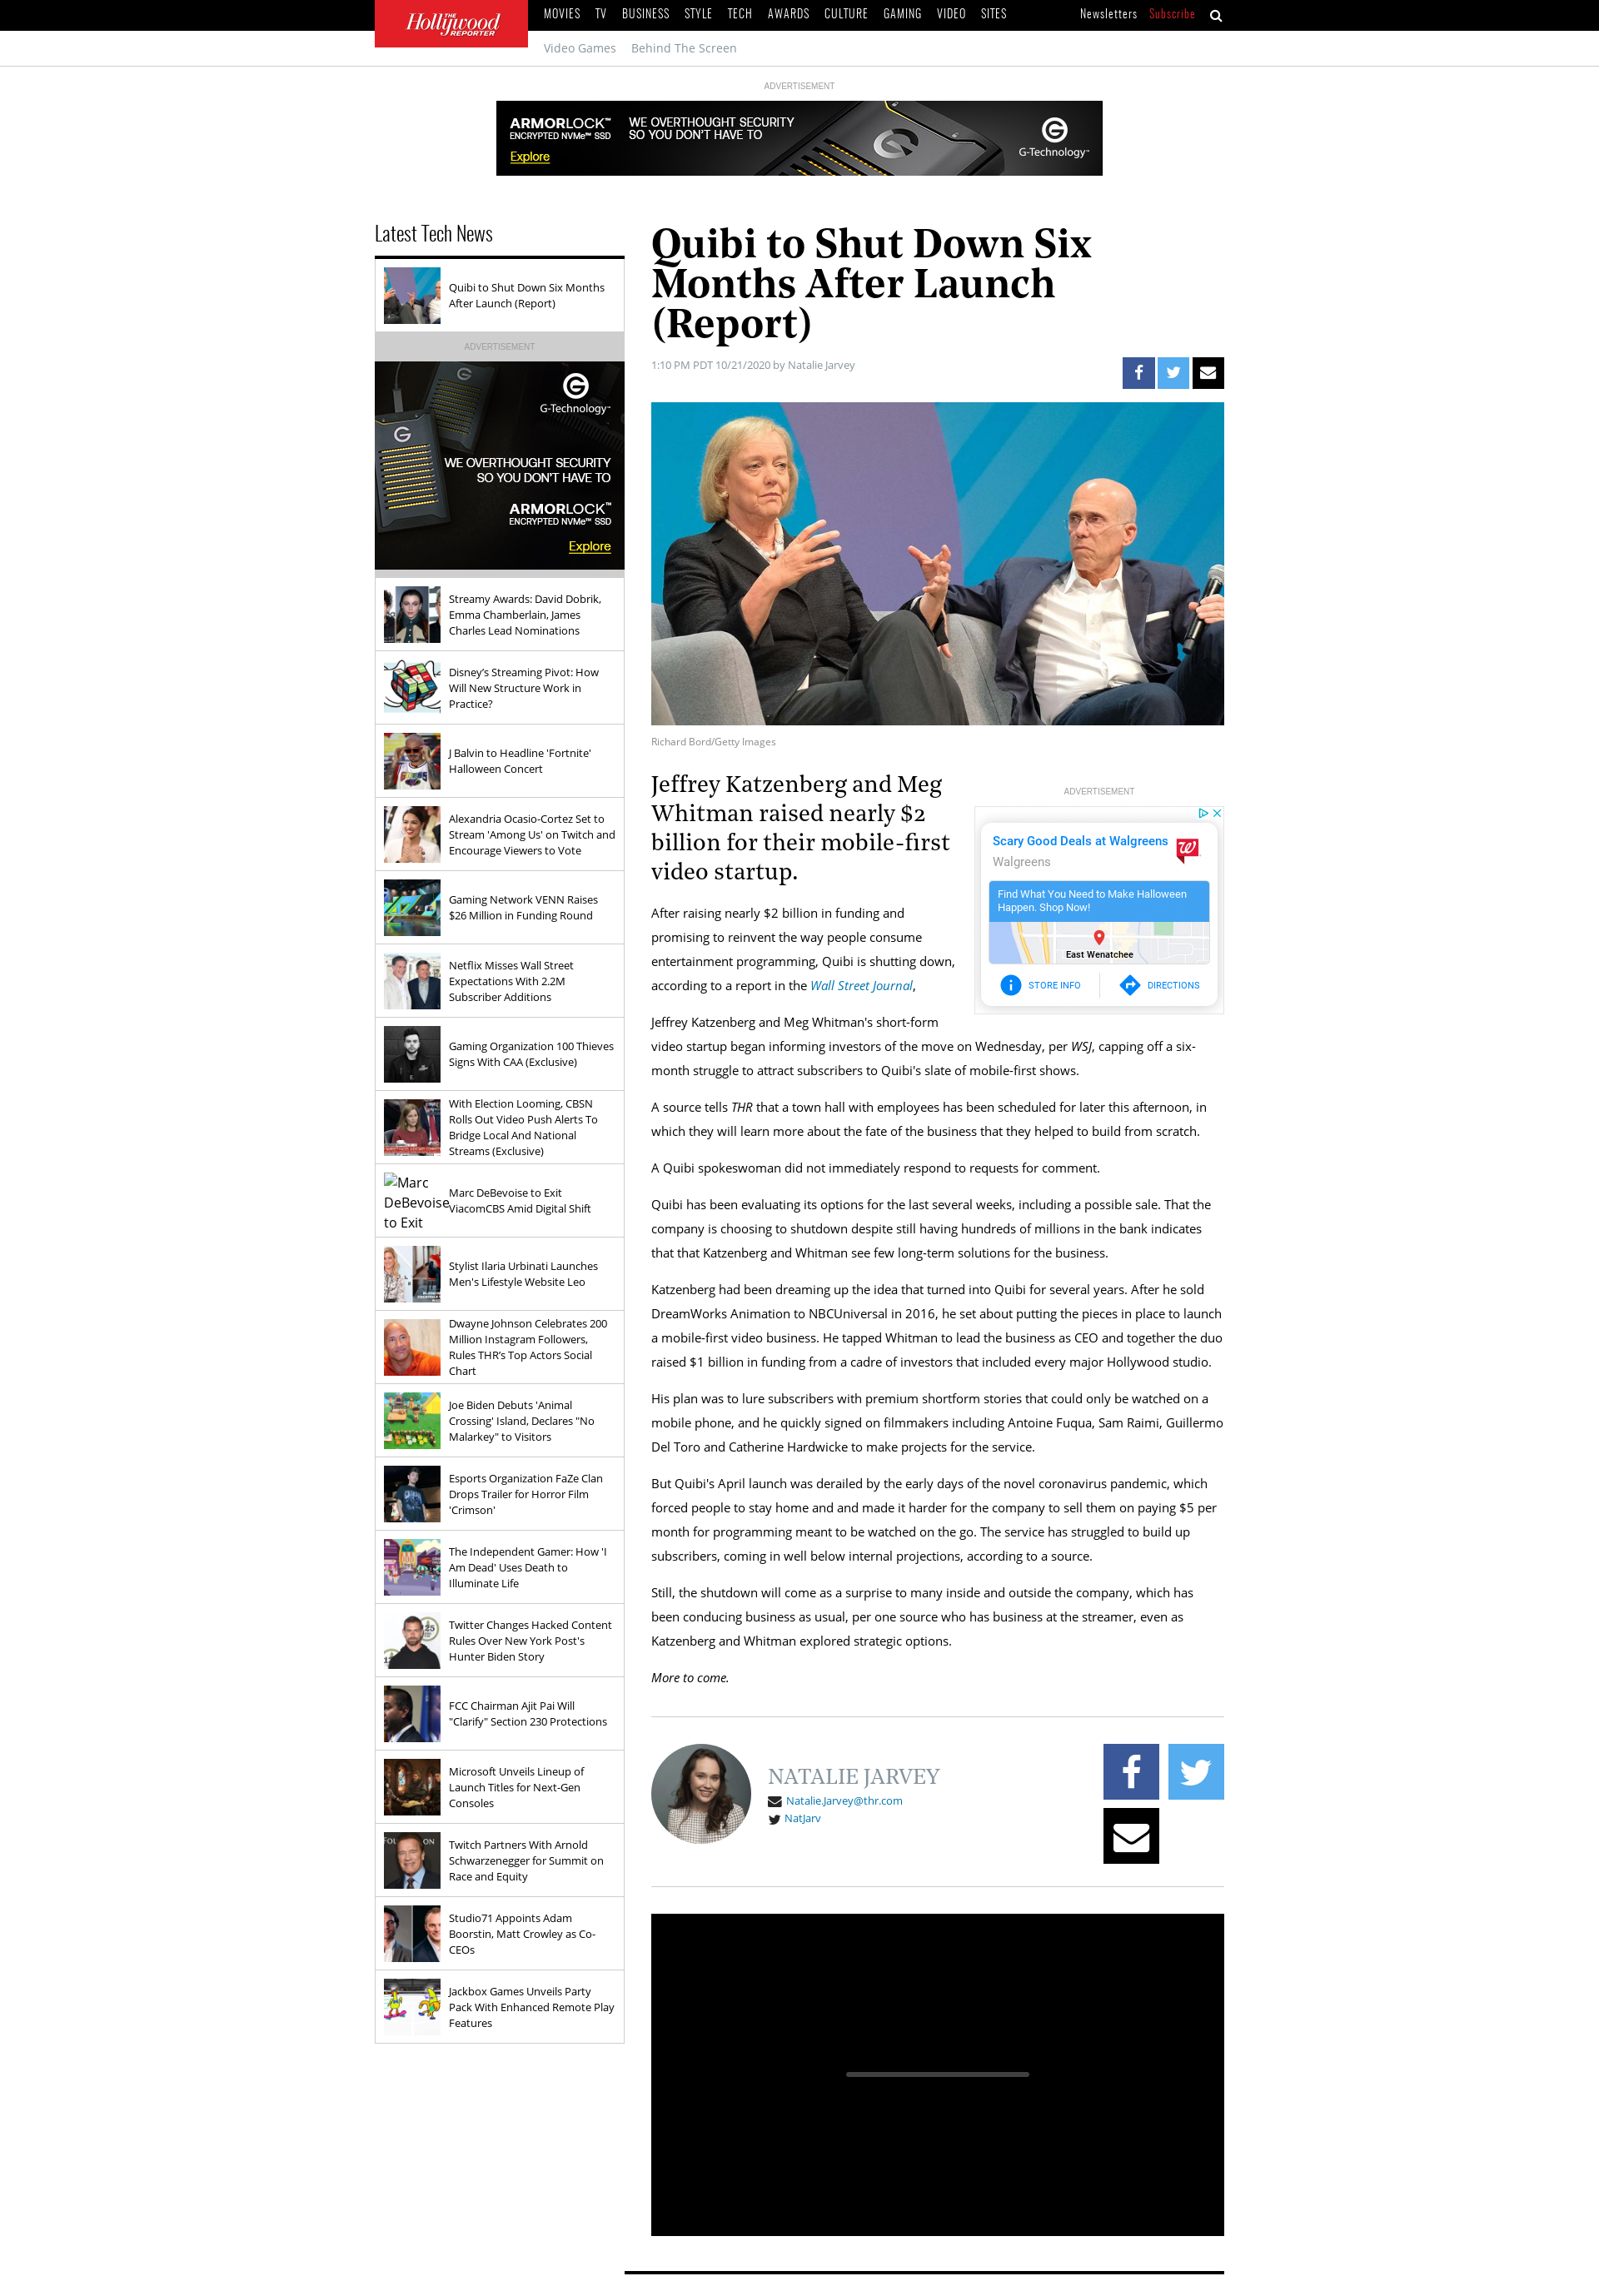 THE
Hollywood
REPORTER
MOVIES TV BUSINESS STYLE TECH AWARDS CULTURE GAMING VIDEO SITES
Newsletters Subscribe
Video Games Behind The Screen
ADVERTISEMENT
ARMORLOCK™
ENCRYPTED NVMe™ SSD
Explore
WE OVERTHOUGHT SECURITY
SO YOU DON'T HAVE TO
G-Technology™
Latest Tech News
Quibi to Shut Down Six Months
After Launch (Report)
ADVERTISEMENT
G-Technology™
WE OVERTHOUGHT SECURITY
SO YOU DON'T HAVE TO
ARMORLOCK™
ENCRYPTED NVMe™ SSD
Explore
Streamy Awards: David Dobrik,
Emma Chamberlain, James
Charles Lead Nominations
Disney’s Streaming Pivot: How
Will New Structure Work in
Practice?
J Balvin to Headline 'Fortnite'
Halloween Concert
Alexandria Ocasio-Cortez Set to
Stream 'Among Us' on Twitch and
Encourage Viewers to Vote
Gaming Network VENN Raises
$26 Million in Funding Round
Netflix Misses Wall Street
Expectations With 2.2M
Subscriber Additions
Gaming Organization 100 Thieves
Signs With CAA (Exclusive)
With Election Looming, CBSN
Rolls Out Video Push Alerts To
Bridge Local And National
Streams (Exclusive)
Marc
DeBevoise
to Exit
Marc DeBevoise to Exit
ViacomCBS Amid Digital Shift
Stylist Ilaria Urbinati Launches
Men's Lifestyle Website Leo
Dwayne Johnson Celebrates 200
Million Instagram Followers,
Rules THR’s Top Actors Social
Chart
Joe Biden Debuts 'Animal
Crossing' Island, Declares "No
Malarkey" to Visitors
Esports Organization FaZe Clan
Drops Trailer for Horror Film
'Crimson'
The Independent Gamer: How 'I
Am Dead' Uses Death to
Illuminate Life
Twitter Changes Hacked Content
Rules Over New York Post's
Hunter Biden Story
FCC Chairman Ajit Pai Will
"Clarify" Section 230 Protections
Microsoft Unveils Lineup of
Launch Titles for Next-Gen
Consoles
Twitch Partners With Arnold
Schwarzenegger for Summit on
Race and Equity
Studio71 Appoints Adam
Boorstin, Matt Crowley as Co-
CEOs
Jackbox Games Unveils Party
Pack With Enhanced Remote Play
Features
Quibi to Shut Down Six
Months After Launch
(Report)
1:10 PM PDT 10/21/2020 by Natalie Jarvey
Richard Bord/Getty Images
Jeffrey Katzenberg and Meg
Whitman raised nearly $2
billion for their mobile-first
video startup.
ADVERTISEMENT
Scary Good Deals at Walgreens
Walgreens
Find What You Need to Make Halloween
Happen. Shop Now!
East Wenatchee
STORE INFO
DIRECTIONS
After raising nearly $2 billion in funding and
promising to reinvent the way people consume
entertainment programming, Quibi is shutting down,
according to a report in the Wall Street Journal,
Jeffrey Katzenberg and Meg Whitman's short-form
video startup began informing investors of the move on Wednesday, per WSJ, capping off a six-
month struggle to attract subscribers to Quibi's slate of mobile-first shows.
A source tells THR that a town hall with employees has been scheduled for later this afternoon, in
which they will learn more about the fate of the business that they helped to build from scratch.
A Quibi spokeswoman did not immediately respond to requests for comment.
Quibi has been evaluating its options for the last several weeks, including a possible sale. That the
company is choosing to shutdown despite still having hundreds of millions in the bank indicates
that that Katzenberg and Whitman see few long-term solutions for the business.
Katzenberg had been dreaming up the idea that turned into Quibi for several years. After he sold
DreamWorks Animation to NBCUniversal in 2016, he set about putting the pieces in place to launch
a mobile-first video business. He tapped Whitman to lead the business as CEO and together the duo
raised $1 billion in funding from a cadre of investors that included every major Hollywood studio.
His plan was to lure subscribers with premium shortform stories that could only be watched on a
mobile phone, and he quickly signed on filmmakers including Antoine Fuqua, Sam Raimi, Guillermo
Del Toro and Catherine Hardwicke to make projects for the service.
But Quibi's April launch was derailed by the early days of the novel coronavirus pandemic, which
forced people to stay home and and made it harder for the company to sell them on paying $5 per
month for programming meant to be watched on the go. The service has struggled to build up
subscribers, coming in well below internal projections, according to a source.
Still, the shutdown will come as a surprise to many inside and outside the company, which has
been conducing business as usual, per one source who has business at the streamer, even as
Katzenberg and Whitman explored strategic options.
More to come.
NATALIE JARVEY
Natalie.Jarvey@thr.com
NatJarv